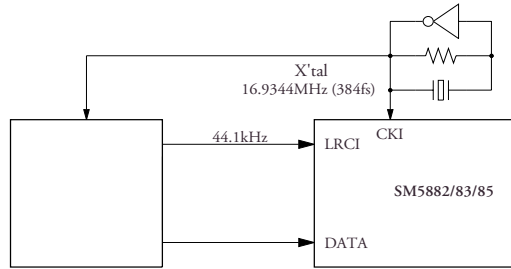 X'tal
16.9344MHz (384fs)
44.1kHz
CKI
LRCI
SM5882/83/85
DATA